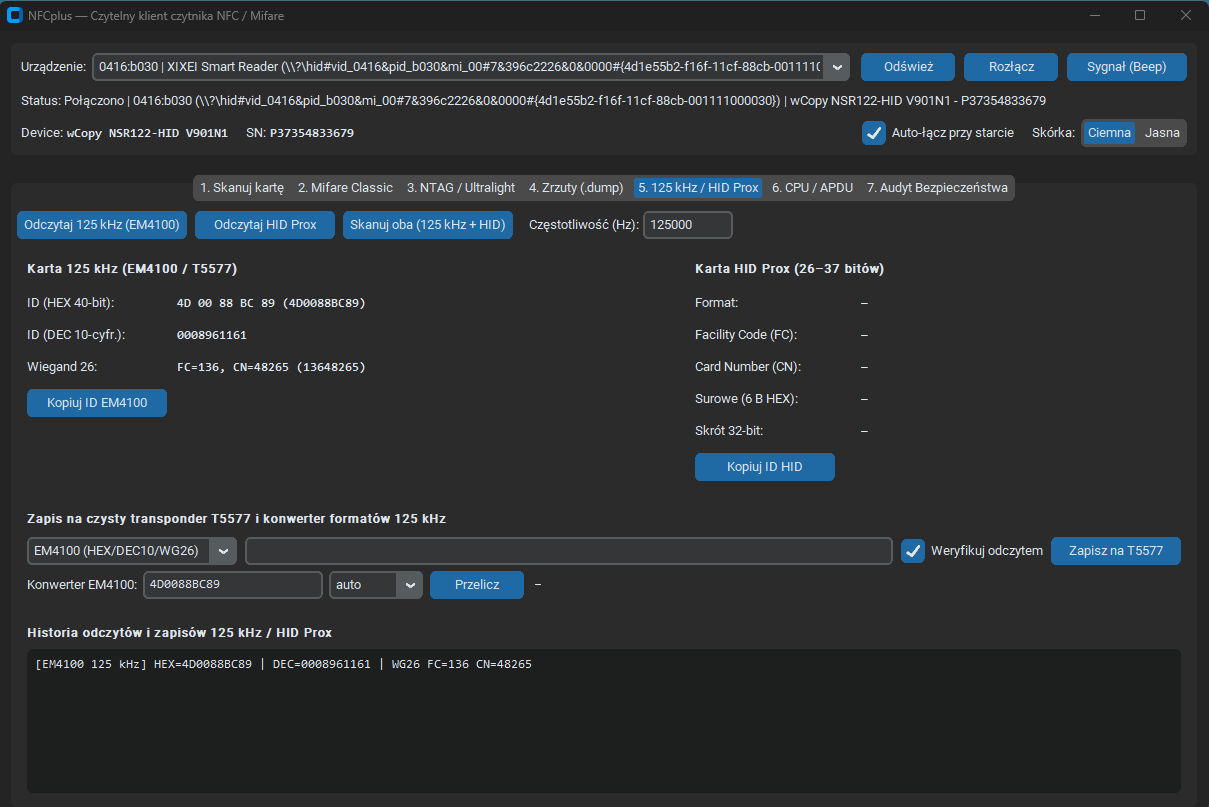 NFCplus — Czytelny klient czytnika NFC / Mifare
Urządzenie: 0416:b030 | XIXEI Smart Reader (\\?\hid#vid_0416&pid_b030&mi_00#7&396c2226&0&0000#{4d1e55b2-f16f-11cf-88cb-001111( Odśwież Rozłącz Sygnał (Beep)
Status: Połączono | 0416:b030 (\\?\hid#vid_0416&pid_b030&mi_00#7&396c2226&0&0000#{4d1e55b2-f16f-11cf-88cb-001111000030}) | wCopy NSR122-HID V901N1 - P37354833679
Device: wCopy NSR122-HID V901N1 SN: P37354833679 Auto-łącz przy starcie Skórka: Ciemna Jasna
1. Skanuj kartę 2. Mifare Classic 3. NTAG / Ultralight 4. Zrzuty (.dump) 5. 125 kHz / HID Prox 6. CPU / APDU 7. Audyt Bezpieczeństwa
Odczytaj 125 kHz (EM4100) Odczytaj HID Prox Skanuj oba (125 kHz + HID) Częstotliwość (Hz): 125000
Karta 125 kHz (EM4100 / T5577)
ID (HEX 40-bit): 4D 00 88 BC 89 (4D0088BC89)
ID (DEC 10-cyfr.): 0008961161
Wiegand 26: FC=136, CN=48265 (13648265)
Kopiuj ID EM4100
Karta HID Prox (26–37 bitów)
Format: –
Facility Code (FC): –
Card Number (CN): –
Surowe (6 B HEX): –
Skrót 32-bit: –
Kopiuj ID HID
Zapis na czysty transponder T5577 i konwerter formatów 125 kHz
EM4100 (HEX/DEC10/WG26) Weryfikuj odczytem Zapisz na T5577
Konwerter EM4100: 4D0088BC89 auto Przelicz –
Historia odczytów i zapisów 125 kHz / HID Prox
[EM4100 125 kHz] HEX=4D0088BC89 | DEC=0008961161 | WG26 FC=136 CN=48265